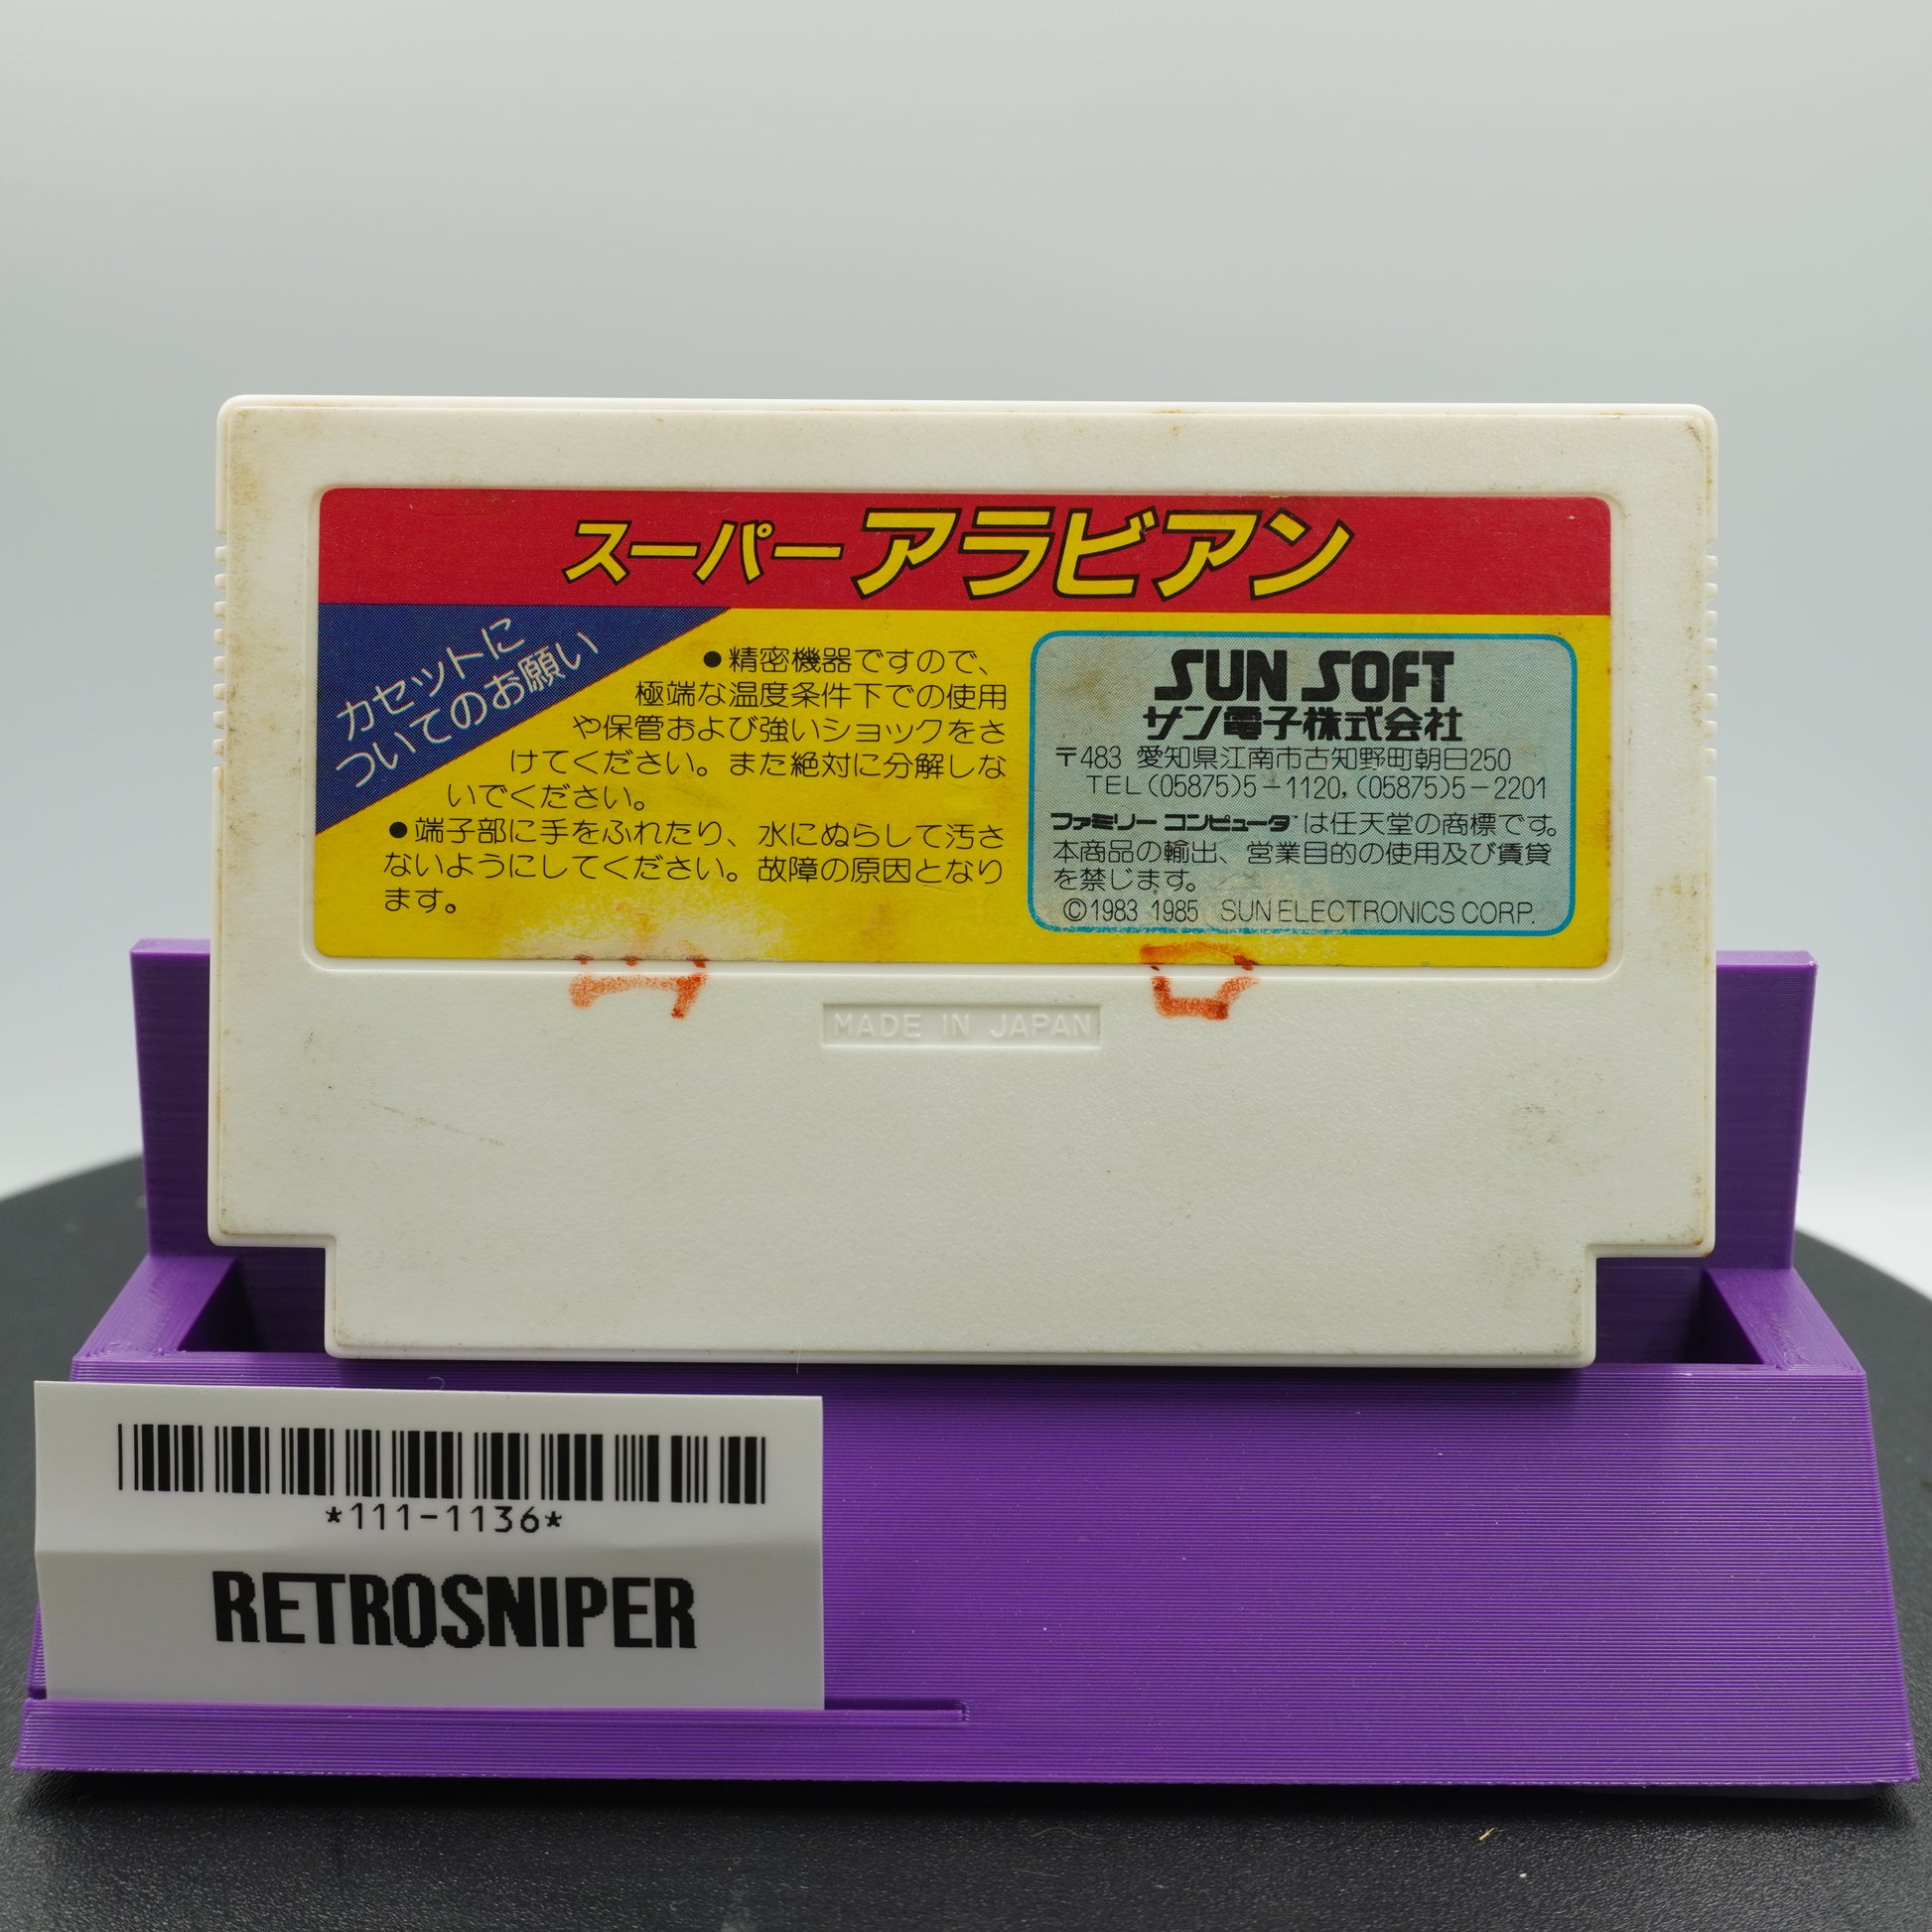 スーパーアラビアン
カセットに
ついてのお願い
●精密機器ですので、
極端な温度条件下での使用
や保管および強いショックをさ
けてください。また絶対に分解しな
いでください。
●端子部に手をふれたり、水にぬらして汚さ
ないようにしてください。故障の原因となり
ます。
SUN SOFT
サン電子株式会社
〒483 愛知県江南市古知野町朝日250
TEL(05875)5-1120,(05875)5-2201
ファミリーコンピュータ™は任天堂の商標です。
本商品の輸出、営業目的の使用及び賃貸
を禁じます。
©1983 1985 SUN ELECTRONICS CORP.
MADE IN JAPAN
*111-1136*
RETROSNIPER